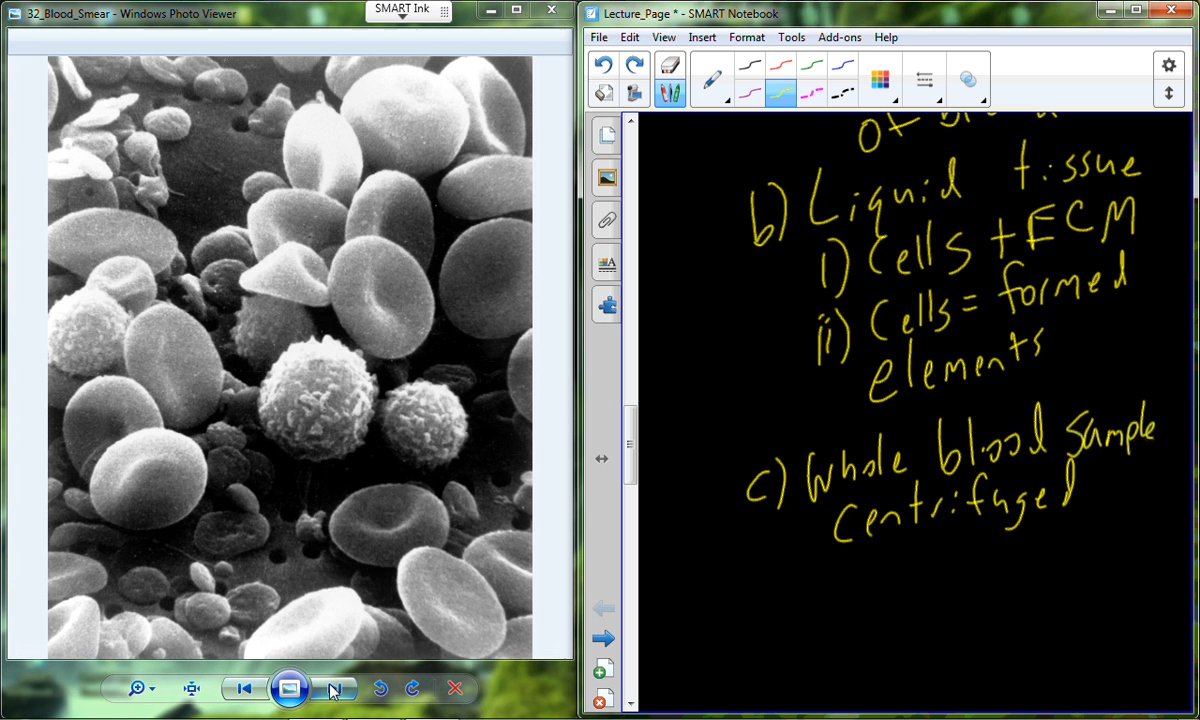 32_Blood_Smear - Windows Photo Viewer
SMART Ink
Lecture_Page * - SMART Notebook
File Edit View Insert Format Tools Add-ons Help
of
b) Liquid tissue
i) Cells + ECM
ii) Cells = formed
elements
c) Whole blood sample
centrifuged